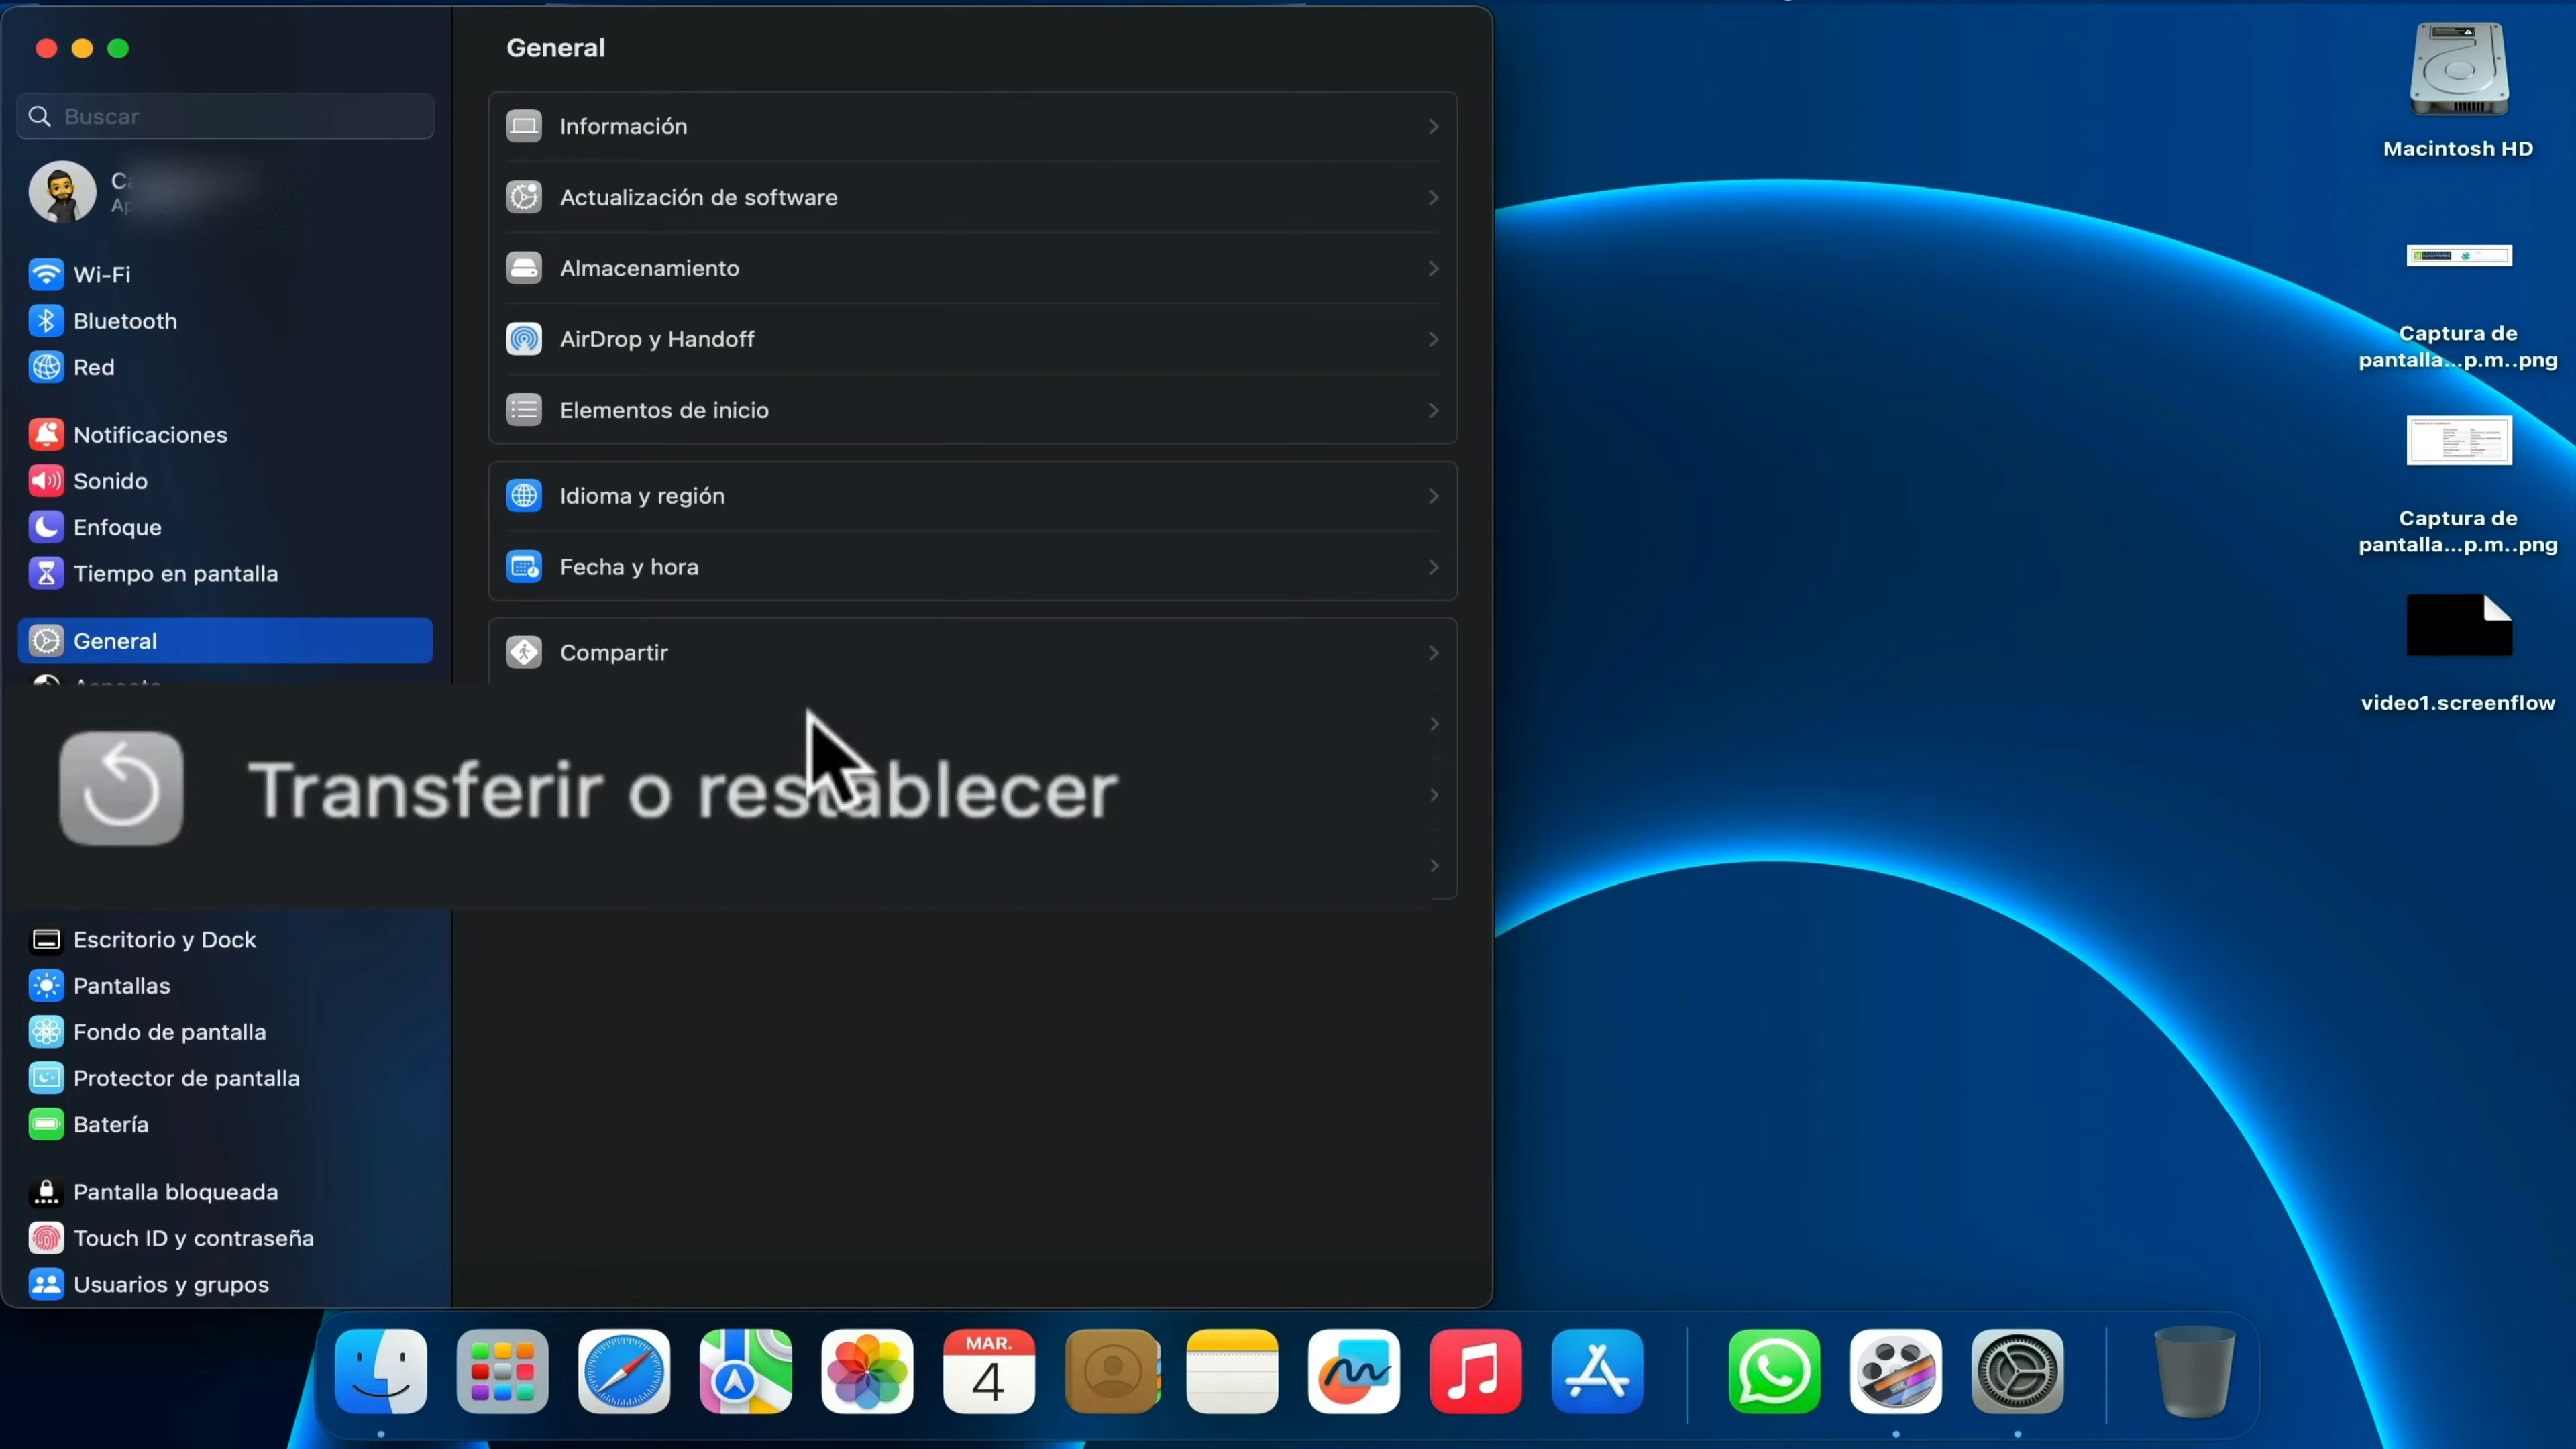 General
Buscar
Wi-Fi
Bluetooth
Red
Notificaciones
Sonido
Enfoque
Tiempo en pantalla
General
Escritorio y Dock
Pantallas
Fondo de pantalla
Protector de pantalla
Batería
Pantalla bloqueada
Touch ID y contraseña
Usuarios y grupos
Información
Actualización de software
Almacenamiento
AirDrop y Handoff
Elementos de inicio
Idioma y región
Fecha y hora
Compartir
Transferir o restablecer
Macintosh HD
Captura de
pantalla...p.m..png
Captura de
pantalla...p.m..png
video1.screenflow
MAR.
4